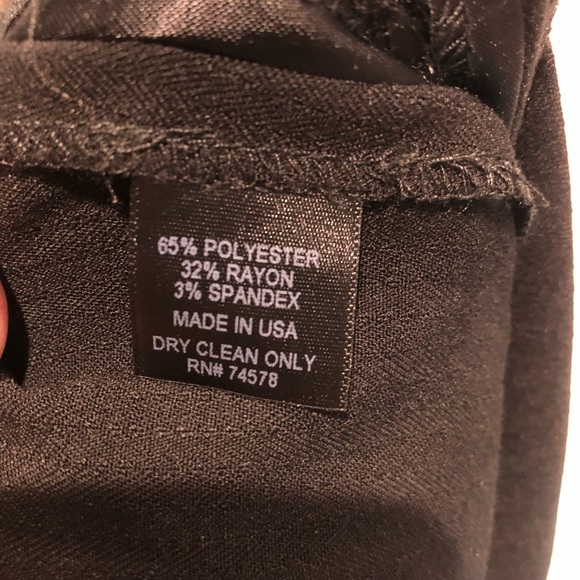 65% POLYESTER
32% RAYON
3% SPANDEX
MADE IN USA
DRY CLEAN ONLY
RN# 74578